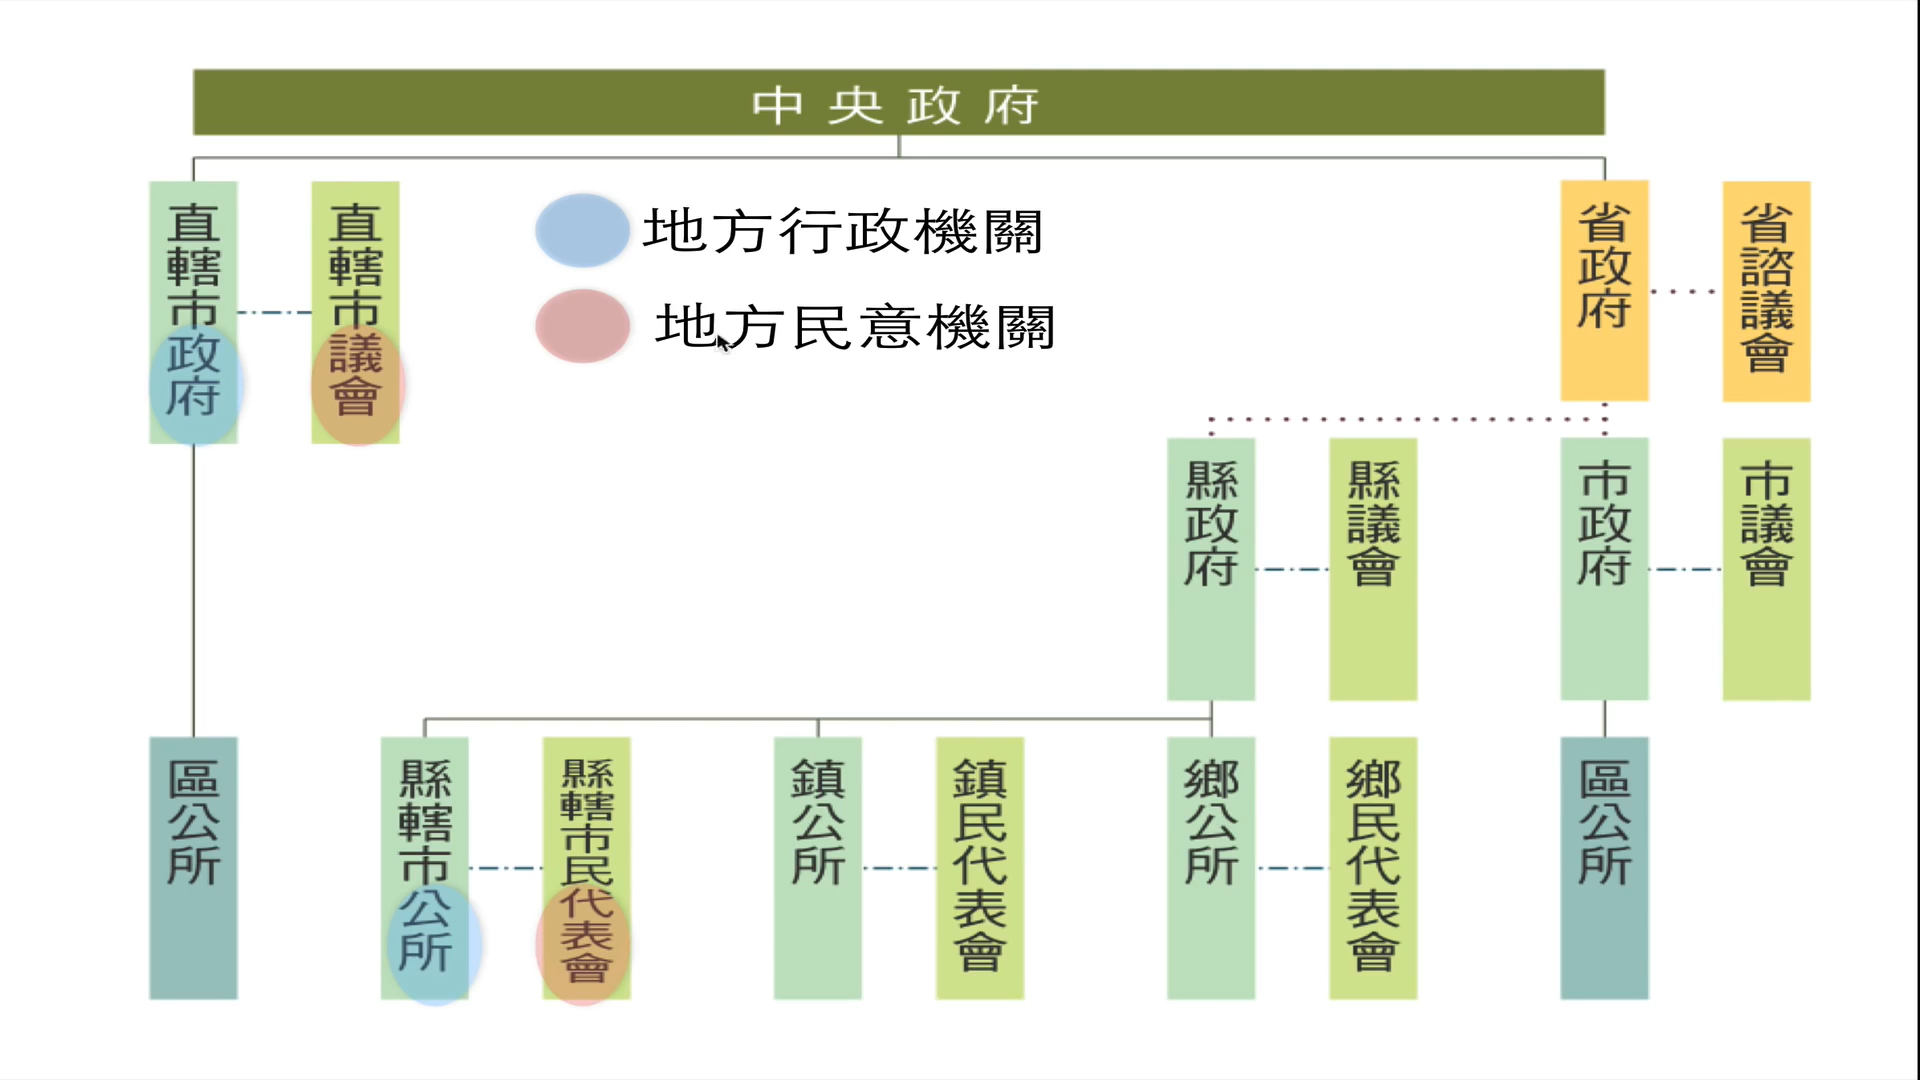 中央政府
直轄市政府
直轄市議會
地方行政機關
地方民意機關
省政府
省諮議會
縣政府
縣議會
市政府
市議會
區公所
縣轄市公所
縣轄市民代表會
鎮公所
鎮民代表會
鄉公所
鄉民代表會
區公所